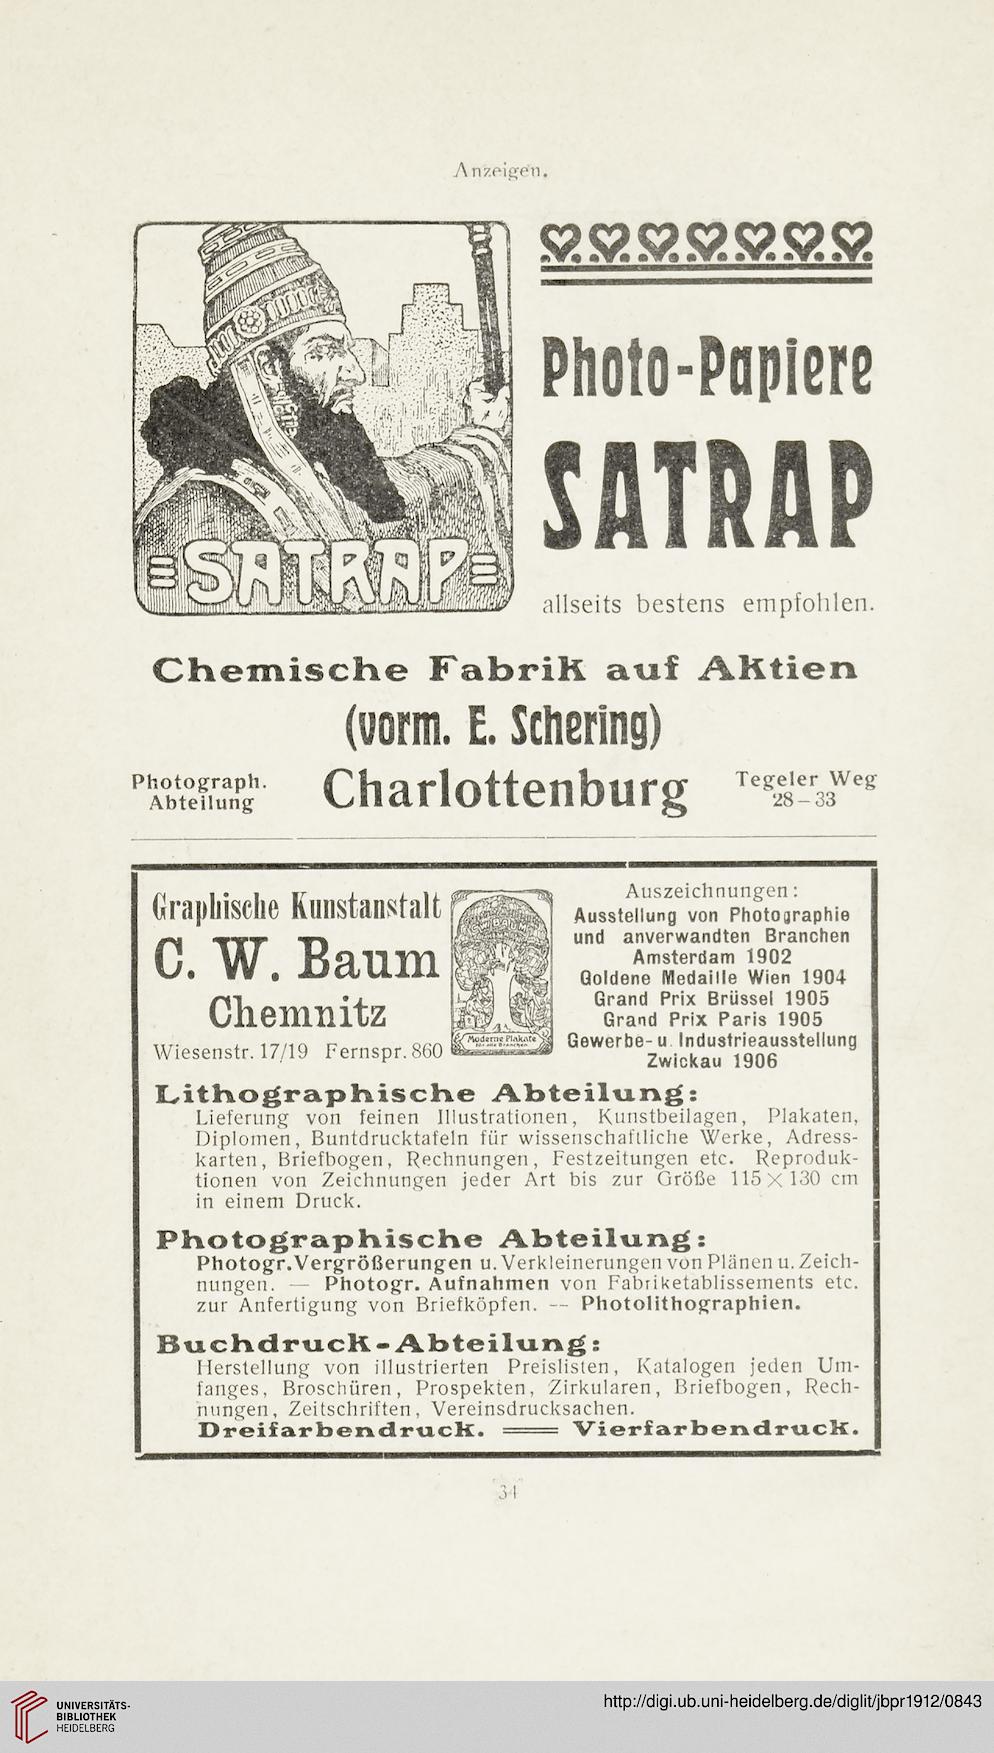 Anzeigen.
SATRAP
Photo-Papiere
SATRAP
allseits bestens empfohlen.
Chemische Fabrik auf Aktien
(vorm. E. Schering)
Photograph.
Abteilung
Charlottenburg
Tegeler Weg
28–33
Graphische Kunstanstalt
C. W. Baum
Chemnitz
Wiesenstr. 17/19 Fernspr. 860
C.W. BAUM
Moderne Plakate
für alle Branchen
Auszeichnungen:
Ausstellung von Photographie
und anverwandten Branchen
Amsterdam 1902
Goldene Medaille Wien 1904
Grand Prix Brüssel 1905
Grand Prix Paris 1905
Gewerbe- u. Industrieausstellung
Zwickau 1906
Lithographische Abteilung:
Lieferung von feinen Illustrationen, Kunstbeilagen, Plakaten,
Diplomen, Buntdrucktafeln für wissenschaftliche Werke, Adress-
karten, Briefbogen, Rechnungen, Festzeitungen etc. Reproduk-
tionen von Zeichnungen jeder Art bis zur Größe 115×130 cm
in einem Druck.
Photographische Abteilung:
Photogr. Vergrößerungen u. Verkleinerungen von Plänen u. Zeich-
nungen. — Photogr. Aufnahmen von Fabriketablissements etc.
zur Anfertigung von Briefköpfen. — Photolithographien.
Buchdruck-Abteilung:
Herstellung von illustrierten Preislisten, Katalogen jeden Um-
fanges, Broschüren, Prospekten, Zirkularen, Briefbogen, Rech-
nungen, Zeitschriften, Vereinsdrucksachen.
Dreifarbendruck. Vierfarbendruck.
34
UNIVERSITÄTS-
BIBLIOTHEK
HEIDELBERG
http://digi.ub.uni-heidelberg.de/diglit/jbpr1912/0843